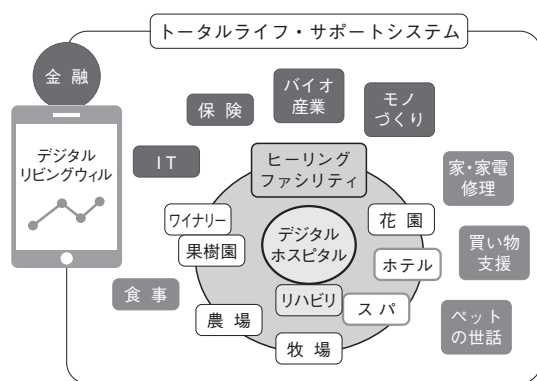 トータルライフ・サポートシステム
金 融
デジタル
リビングウィル
保 険
バイオ
産業
モノ
づくり
IT
ヒーリング
ファシリティ
家・家電
修理
ワイナリー
果樹園
デジタル
ホスピタル
花 園
ホテル
買い物
支援
食 事
農 場
リハビリ
ス パ
牧 場
ペット
の世話